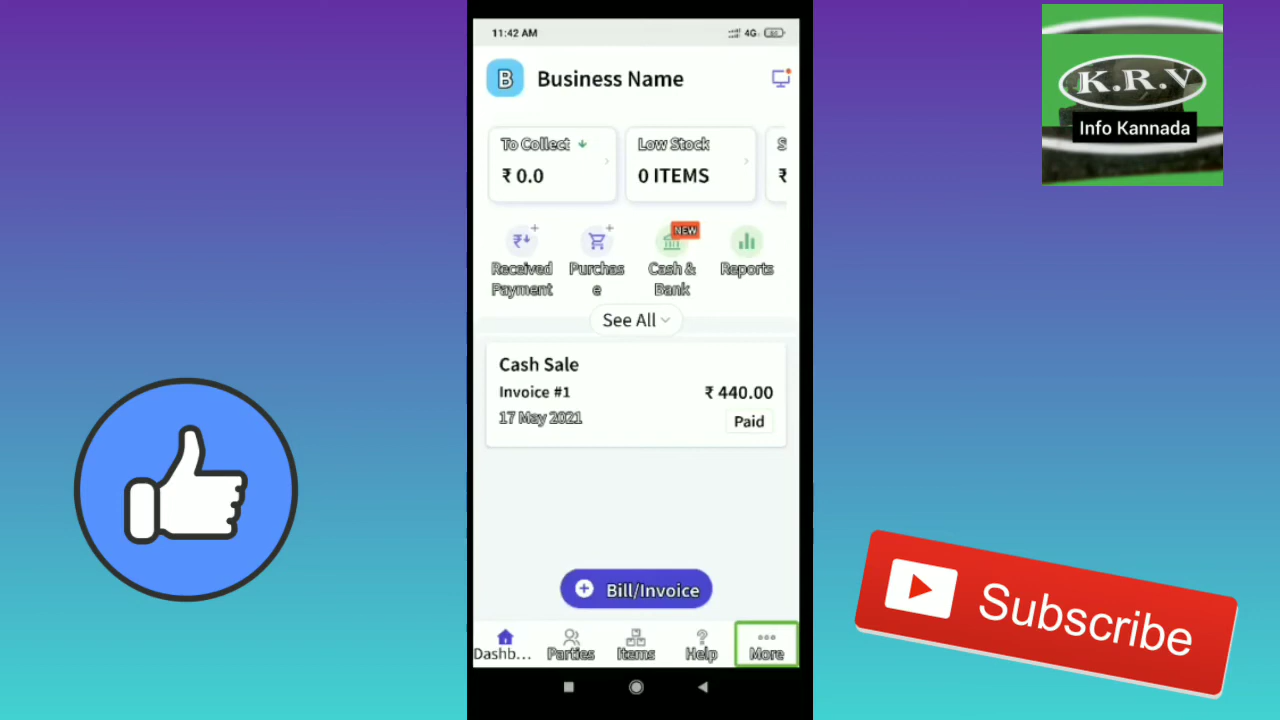 11:42 AM
4G
B
Business Name
To Collect
₹ 0.0
Low Stock
0 ITEMS
S
₹
Received
Payment
Purchas
e
NEW
Cash &
Bank
Reports
See All
Cash Sale
Invoice #1
₹ 440.00
17 May 2021
Paid
Bill/Invoice
Dashb...
Parties
Items
Help
More
K.R.V
Info Kannada
Subscribe